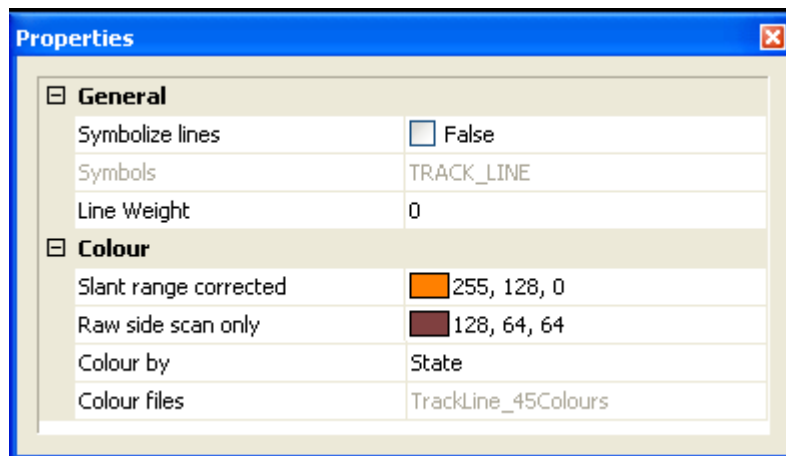 Properties
General
Symbolize lines False
Symbols TRACK_LINE
Line Weight 0
Colour
Slant range corrected 255, 128, 0
Raw side scan only 128, 64, 64
Colour by State
Colour files TrackLine_45Colours